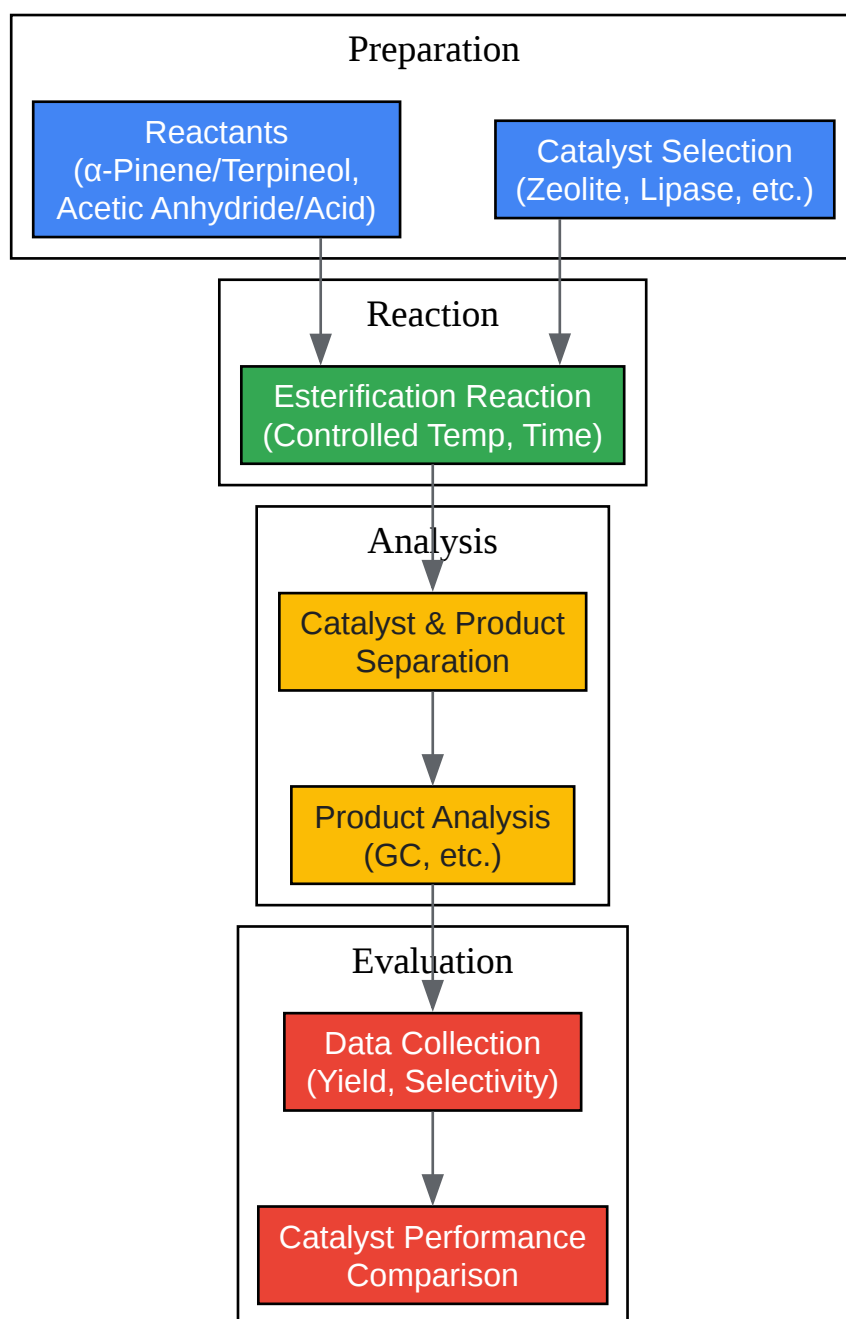 Preparation
Reactants
(α-Pinene/Terpineol,
Acetic Anhydride/Acid)
Catalyst Selection
(Zeolite, Lipase, etc.)
Reaction
Esterification Reaction
(Controlled Temp, Time)
Analysis
Catalyst & Product
Separation
Product Analysis
(GC, etc.)
Evaluation
Data Collection
(Yield, Selectivity)
Catalyst Performance
Comparison